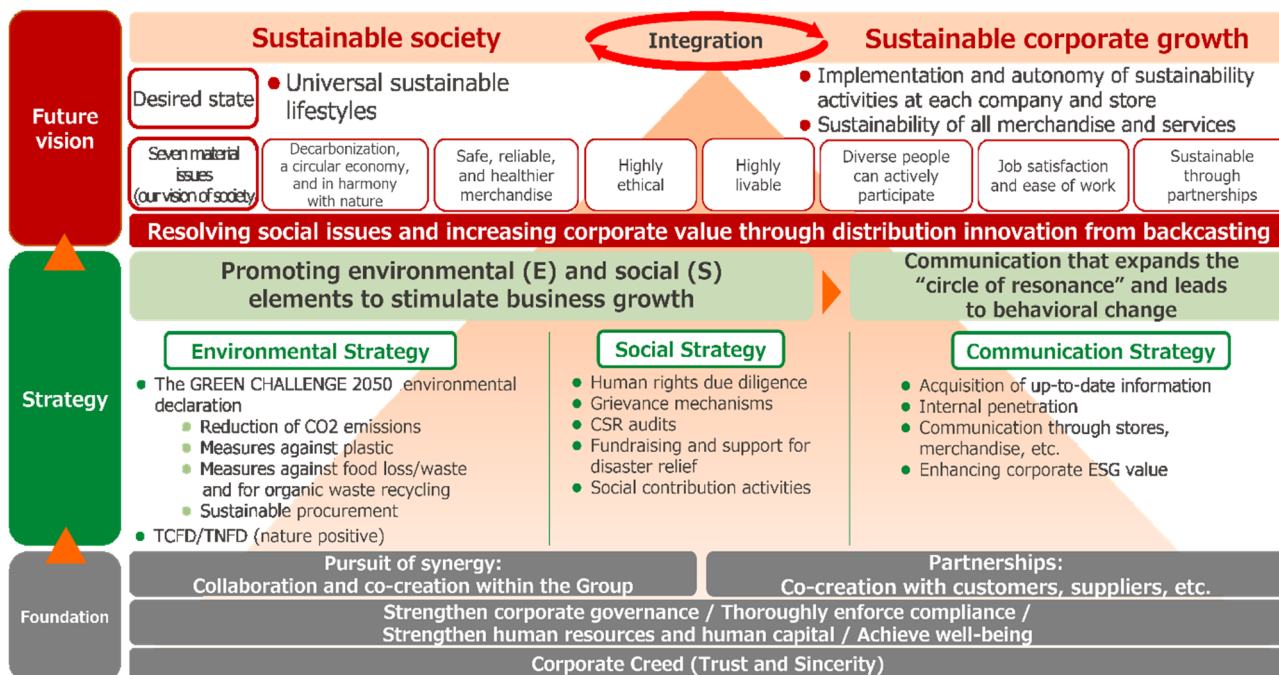 Future
vision
Sustainable society
Integration
Sustainable corporate growth
Desired state
● Universal sustainable
lifestyles
● Implementation and autonomy of sustainability
activities at each company and store
● Sustainability of all merchandise and services
Seven material
issues
(our vision of society
Decarbonization,
a circular economy,
and in harmony
with nature
Safe, reliable,
and healthier
merchandise
Highly
ethical
Highly
livable
Diverse people
can actively
participate
Job satisfaction
and ease of work
Sustainable
through
partnerships
Resolving social issues and increasing corporate value through distribution innovation from backcasting
Strategy
Promoting environmental (E) and social (S)
elements to stimulate business growth
Communication that expands the
“circle of resonance” and leads
to behavioral change
Environmental Strategy
● The GREEN CHALLENGE 2050 environmental
declaration
● Reduction of CO2 emissions
● Measures against plastic
● Measures against food loss/waste
and for organic waste recycling
● Sustainable procurement
● TCFD/TNFD (nature positive)
Social Strategy
● Human rights due diligence
● Grievance mechanisms
● CSR audits
● Fundraising and support for
disaster relief
● Social contribution activities
Communication Strategy
● Acquisition of up-to-date information
● Internal penetration
● Communication through stores,
merchandise, etc.
● Enhancing corporate ESG value
Foundation
Pursuit of synergy:
Collaboration and co-creation within the Group
Partnerships:
Co-creation with customers, suppliers, etc.
Strengthen corporate governance / Thoroughly enforce compliance /
Strengthen human resources and human capital / Achieve well-being
Corporate Creed (Trust and Sincerity)